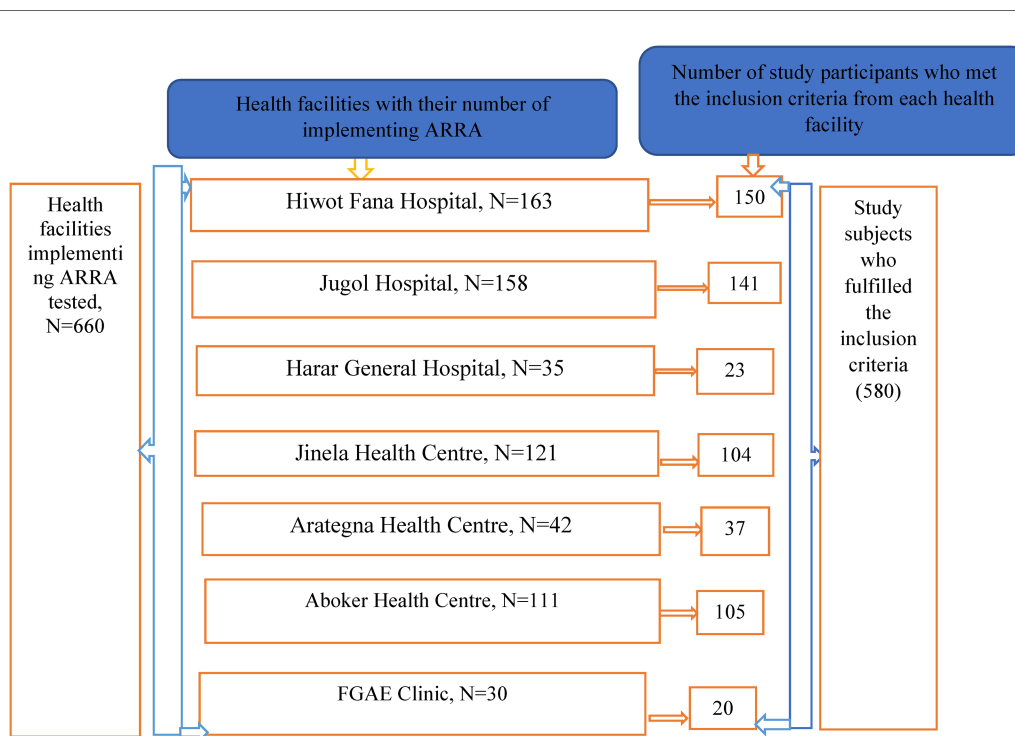 Health facilities with their number of
implementing ARRA
Number of study participants who met
the inclusion criteria from each health
facility
Health
facilities
implementi
ng ARRA
tested,
N=660
Hiwot Fana Hospital, N=163
150
Jugol Hospital, N=158
141
Harar General Hospital, N=35
23
Jinela Health Centre, N=121
104
Arategna Health Centre, N=42
37
Aboker Health Centre, N=111
105
FGAE Clinic, N=30
20
Study
subjects
who
fulfilled
the
inclusion
criteria
(580)